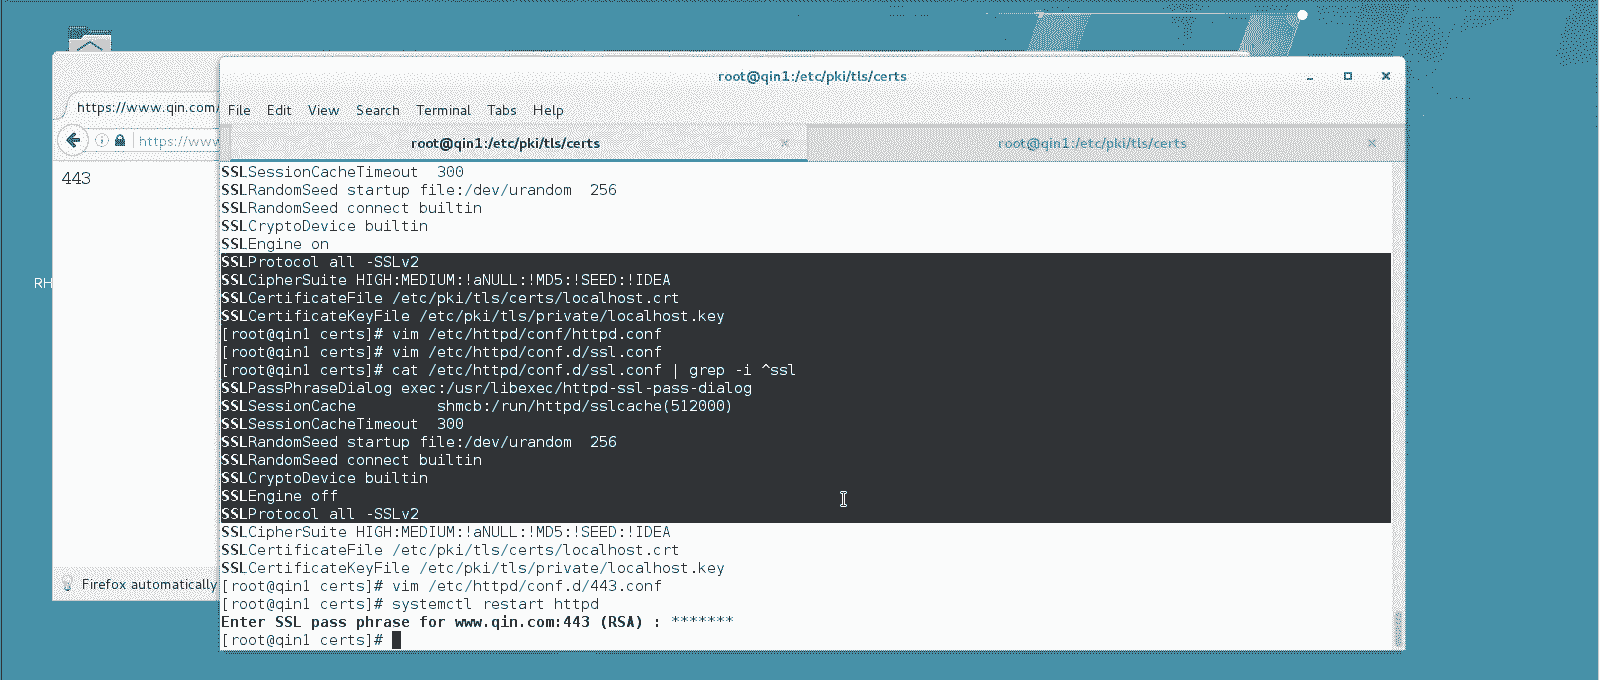 root@qin1:/etc/pki/tls/certs
https://www.qin.com/
File Edit View Search Terminal Tabs Help
https://www
root@qin1:/etc/pki/tls/certs × root@qin1:/etc/pki/tls/certs ×
443
RH
SSLSessionCacheTimeout  300
SSLRandomSeed startup file:/dev/urandom  256
SSLRandomSeed connect builtin
SSLCryptoDevice builtin
SSLEngine on
SSLProtocol all -SSLv2
SSLCipherSuite HIGH:MEDIUM:!aNULL:!MD5:!SEED:!IDEA
SSLCertificateFile /etc/pki/tls/certs/localhost.crt
SSLCertificateKeyFile /etc/pki/tls/private/localhost.key
[root@qin1 certs]# vim /etc/httpd/conf/httpd.conf
[root@qin1 certs]# vim /etc/httpd/conf.d/ssl.conf
[root@qin1 certs]# cat /etc/httpd/conf.d/ssl.conf | grep -i ^ssl
SSLPassPhraseDialog exec:/usr/libexec/httpd-ssl-pass-dialog
SSLSessionCache         shmcb:/run/httpd/sslcache(512000)
SSLSessionCacheTimeout  300
SSLRandomSeed startup file:/dev/urandom  256
SSLRandomSeed connect builtin
SSLCryptoDevice builtin
SSLEngine off
SSLProtocol all -SSLv2
SSLCipherSuite HIGH:MEDIUM:!aNULL:!MD5:!SEED:!IDEA
SSLCertificateFile /etc/pki/tls/certs/localhost.crt
SSLCertificateKeyFile /etc/pki/tls/private/localhost.key
[root@qin1 certs]# vim /etc/httpd/conf.d/443.conf
[root@qin1 certs]# systemctl restart httpd
Enter SSL pass phrase for www.qin.com:443 (RSA) : *******
[root@qin1 certs]#
Firefox automatically